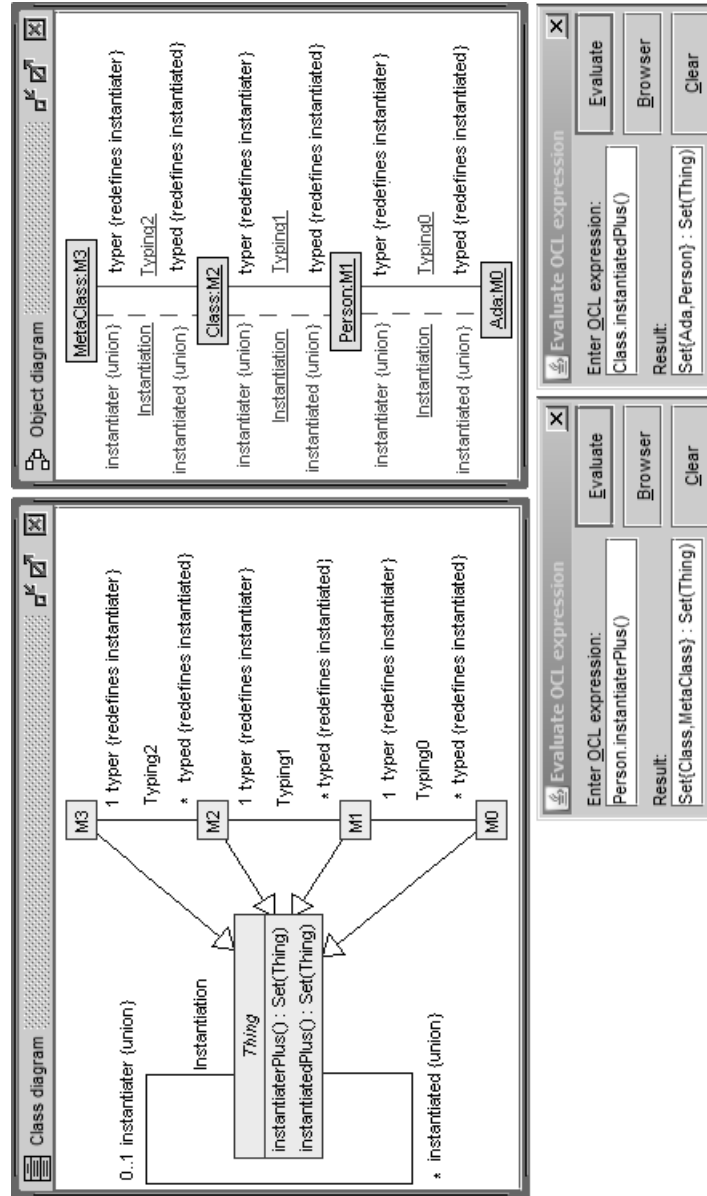 Class diagram
0..1 instantiater {union}
Instantiation
Thing
instantiaterPlus() : Set(Thing)
instantiatedPlus() : Set(Thing)
* instantiated {union}
M3
1 typer {redefines instantiater}
Typing2
* typed {redefines instantiated}
M2
1 typer {redefines instantiater}
Typing1
* typed {redefines instantiated}
M1
1 typer {redefines instantiater}
Typing0
* typed {redefines instantiated}
M0
Object diagram
MetaClass:M3
instantiater {union}
typer {redefines instantiater}
Instantiation
Typing2
instantiated {union}
typed {redefines instantiated}
Class:M2
instantiater {union}
typer {redefines instantiater}
Instantiation
Typing1
instantiated {union}
typed {redefines instantiated}
Person:M1
instantiater {union}
typer {redefines instantiater}
Instantiation
Typing0
instantiated {union}
typed {redefines instantiated}
Ada:M0
Evaluate OCL expression
Enter OCL expression:
Person.instantiaterPlus()
Evaluate
Browser
Result:
Set{Class,MetaClass} : Set(Thing)
Clear
Evaluate OCL expression
Enter OCL expression:
Class.instantiatedPlus()
Evaluate
Browser
Result:
Set{Ada,Person} : Set(Thing)
Clear